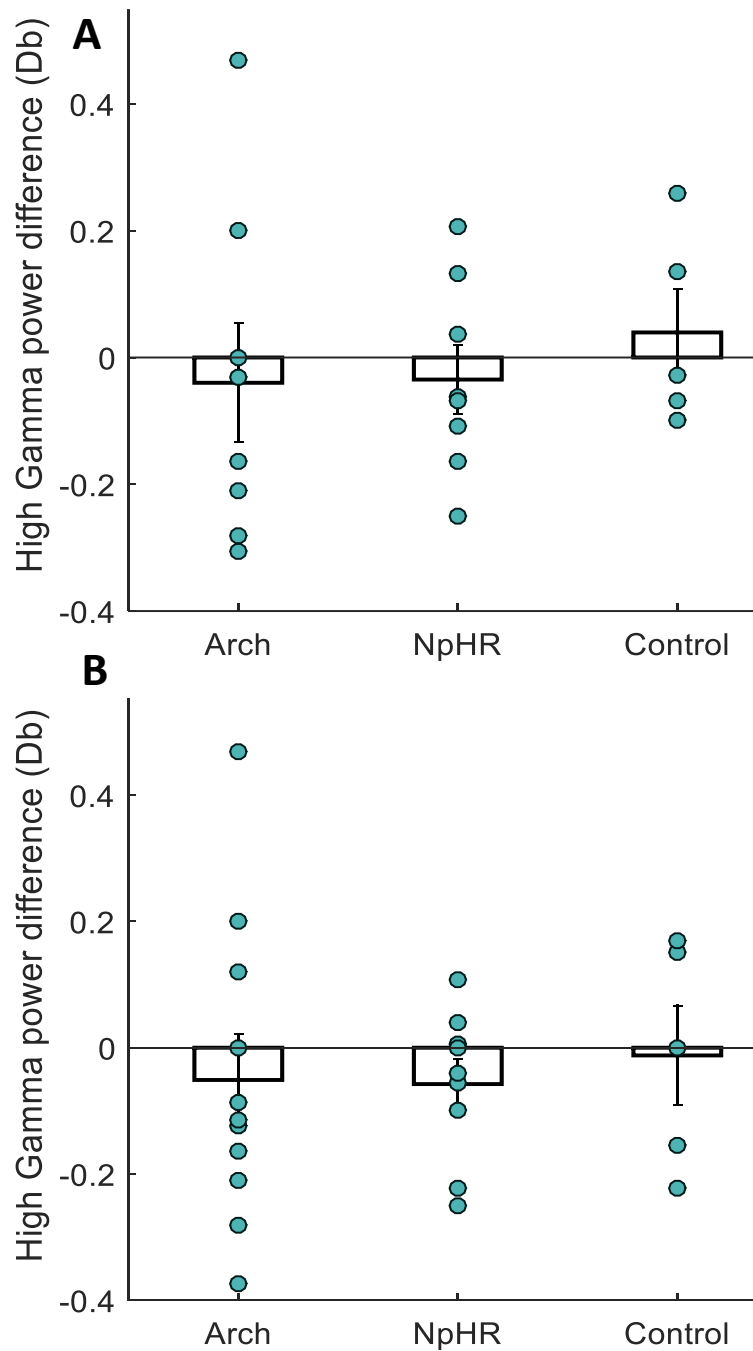 A
High Gamma power difference (Db)
0.4
0.2
0
-0.2
-0.4
Arch NpHR Control
B
High Gamma power difference (Db)
0.4
0.2
0
-0.2
-0.4
Arch NpHR Control